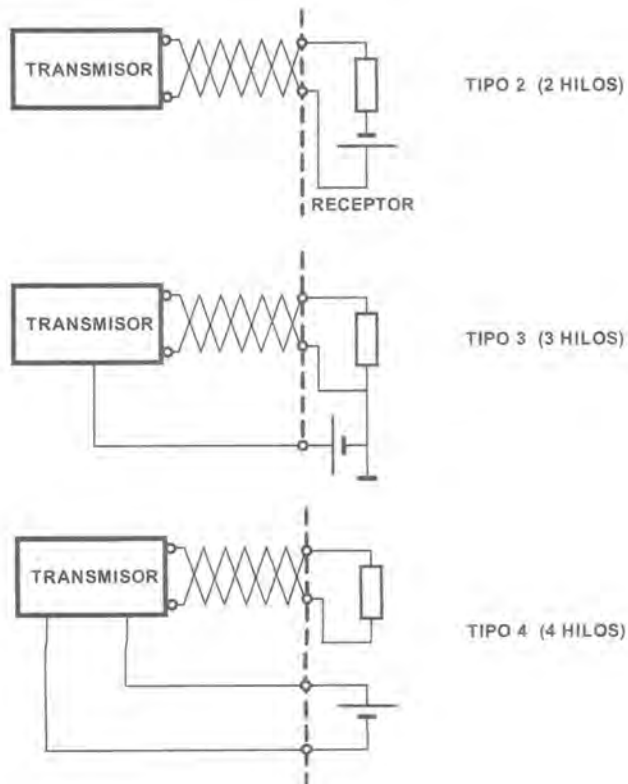 TRANSMISOR
TIPO 2 (2 HILOS)
RECEPTOR
TRANSMISOR
TIPO 3 (3 HILOS)
TRANSMISOR
TIPO 4 (4 HILOS)